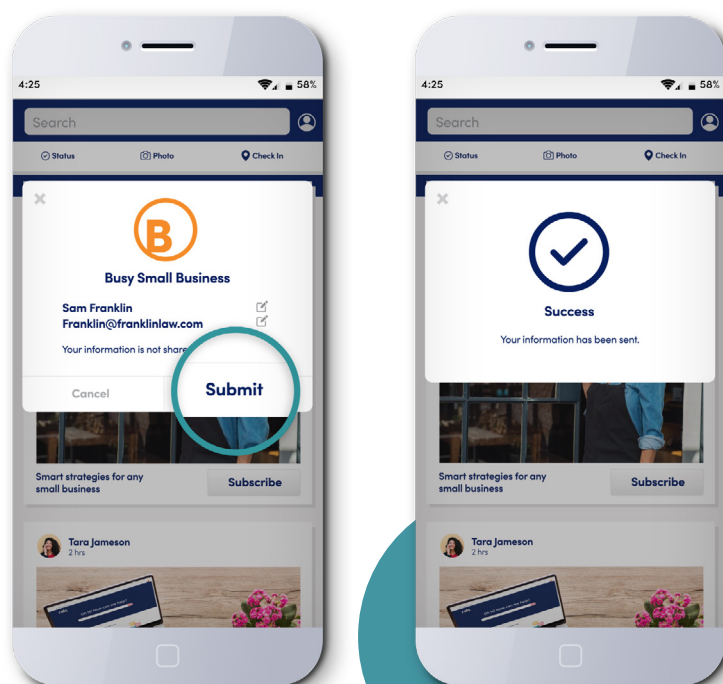 4:25
58%
Search
Status
Photo
Check In
B
Busy Small Business
Sam Franklin
Franklin@franklinlaw.com
Your information is not share
Cancel
Submit
Smart strategies for any
small business
Subscribe
Tara Jameson
2 hrs
4:25
58%
Search
Status
Photo
Check In
Success
Your information has been sent.
Smart strategies for any
small business
Subscribe
Tara Jameson
2 hrs